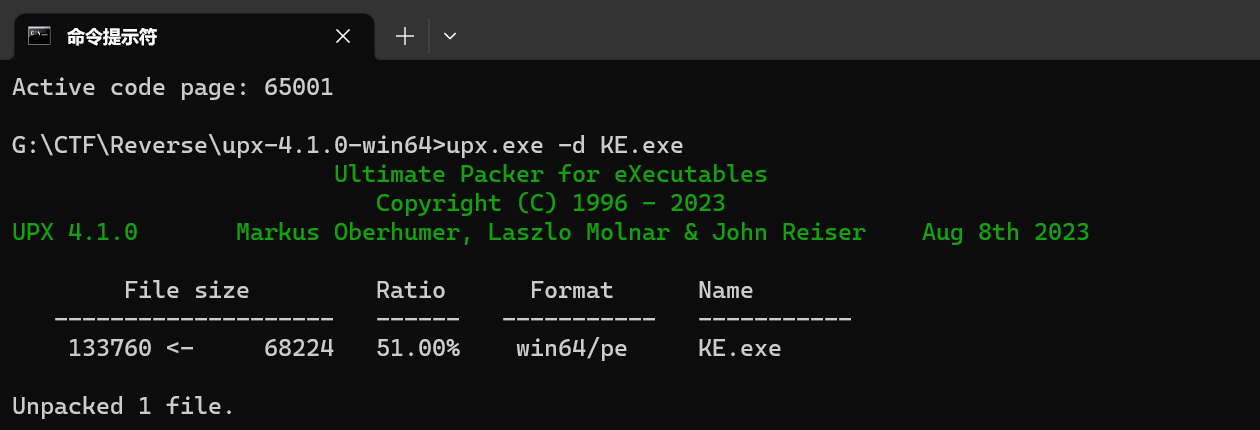 命令提示符
Active code page: 65001
G:\CTF\Reverse\upx-4.1.0-win64>upx.exe -d KE.exe
Ultimate Packer for eXecutables
Copyright (C) 1996 - 2023
UPX 4.1.0 Markus Oberhumer, Laszlo Molnar & John Reiser Aug 8th 2023
File size Ratio Format Name
-------------------- ------ ----------- -----------
133760 <- 68224 51.00% win64/pe KE.exe
Unpacked 1 file.